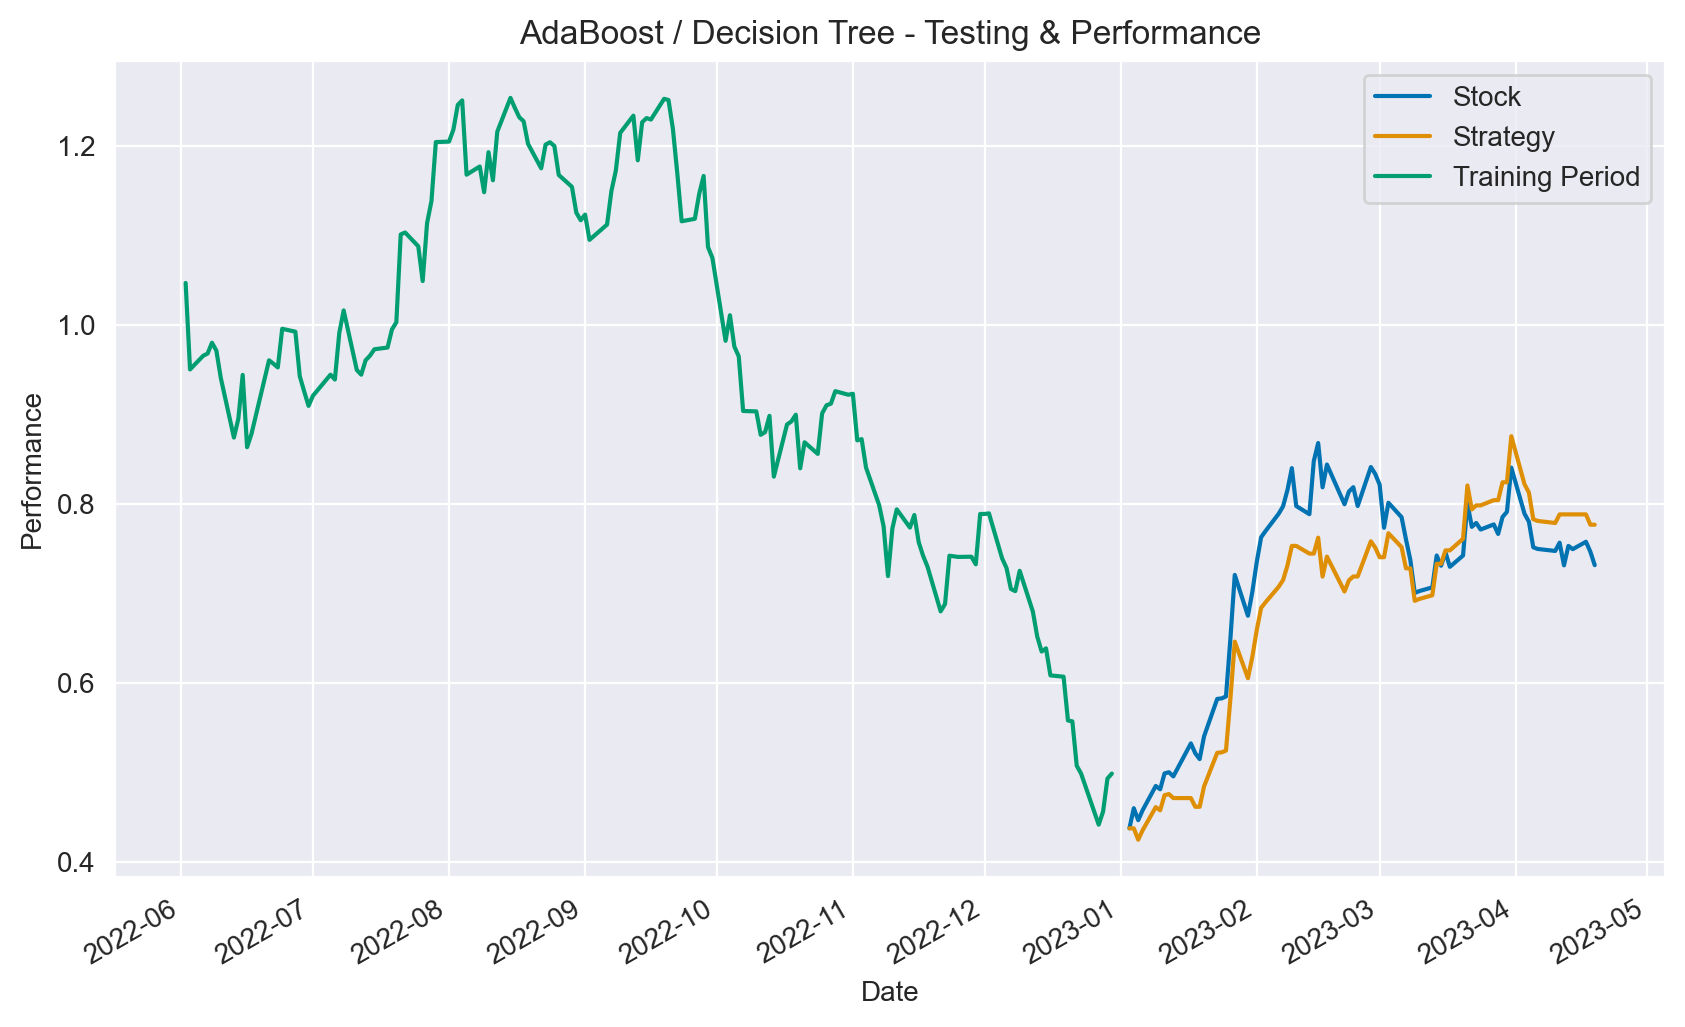 AdaBoost / Decision Tree - Testing & Performance
Stock
Strategy
Training Period
Performance
1.2
1.0
0.8
0.6
0.4
2022-06
2022-07
2022-08
2022-09
2022-10
2022-11
2022-12
2023-01
2023-02
2023-03
2023-04
2023-05
Date